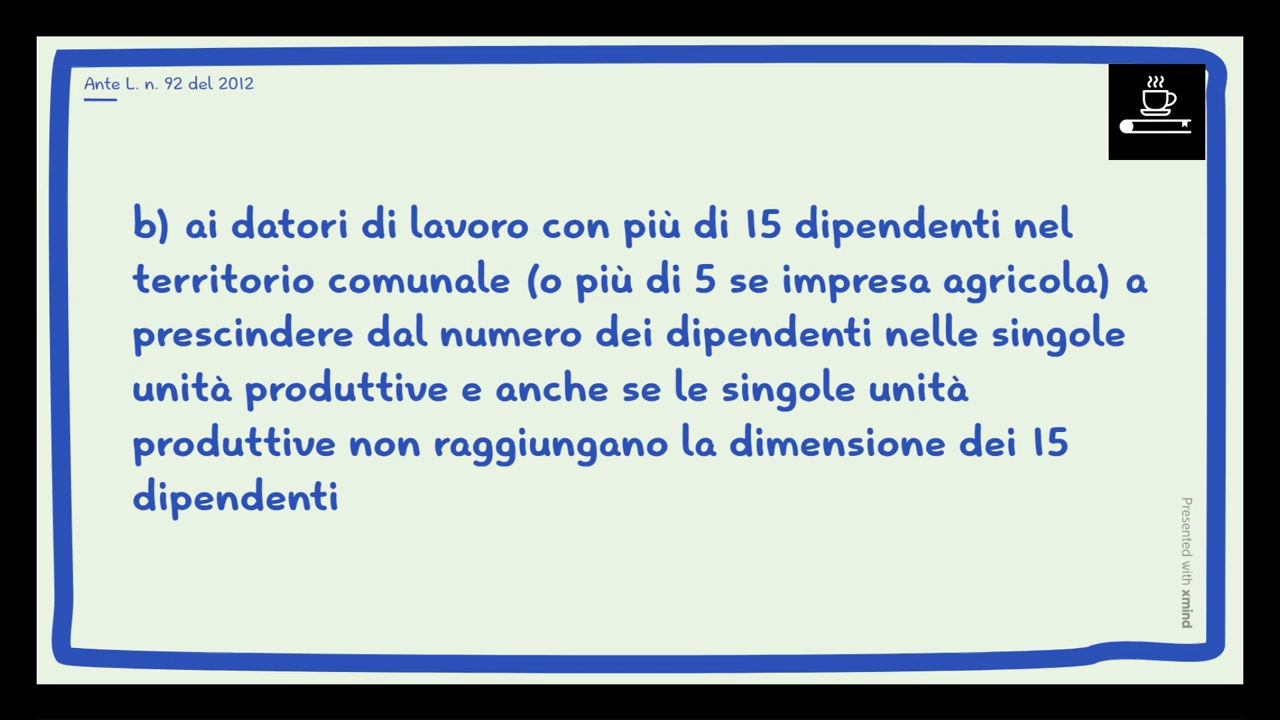 Ante L. n. 92 del 2012
b) ai datori di lavoro con più di 15 dipendenti nel
territorio comunale (o più di 5 se impresa agricola) a
prescindere dal numero dei dipendenti nelle singole
unità produttive e anche se le singole unità
produttive non raggiungano la dimensione dei 15
dipendenti
Presented with xmind